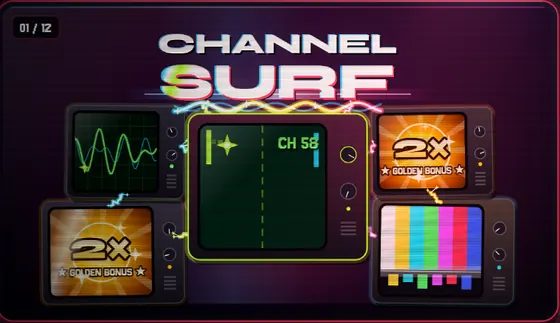 01 / 12
CHANNEL
SURF
CH 58
2X
GOLDEN BONUS
2X
GOLDEN BONUS